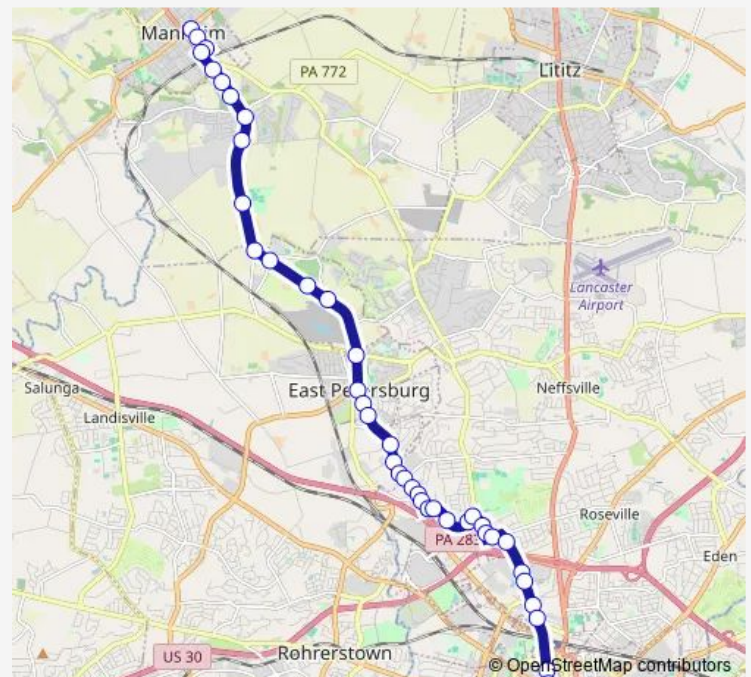 Manheim
PA 772
Lititz
Lancaster
Airport
Salunga
East Petersburg
Neffsville
Landisville
Roseville
PA 283
Eden
US 30
Rohrerstown
© OpenStreetMap contributors